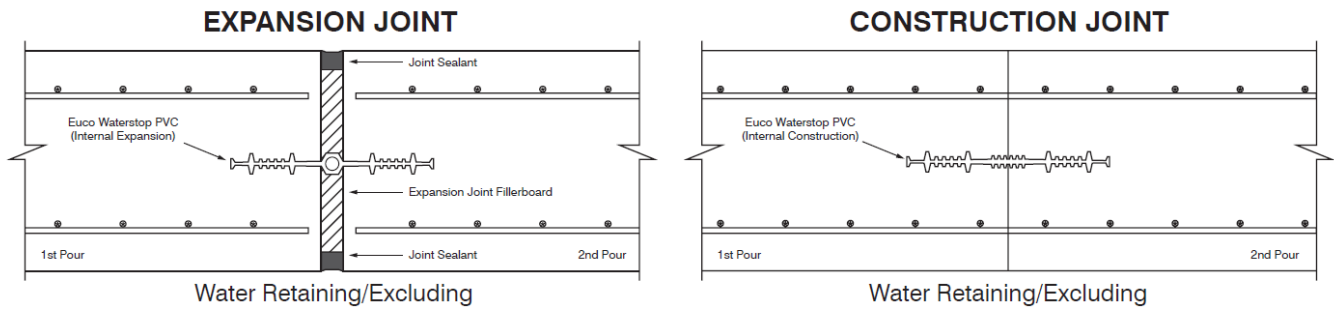 EXPANSION JOINT
Joint Sealant
Euco Waterstop PVC
(Internal Expansion)
Expansion Joint Fillerboard
1st Pour
Joint Sealant
2nd Pour
Water Retaining/Excluding
CONSTRUCTION JOINT
Euco Waterstop PVC
(Internal Construction)
1st Pour
2nd Pour
Water Retaining/Excluding